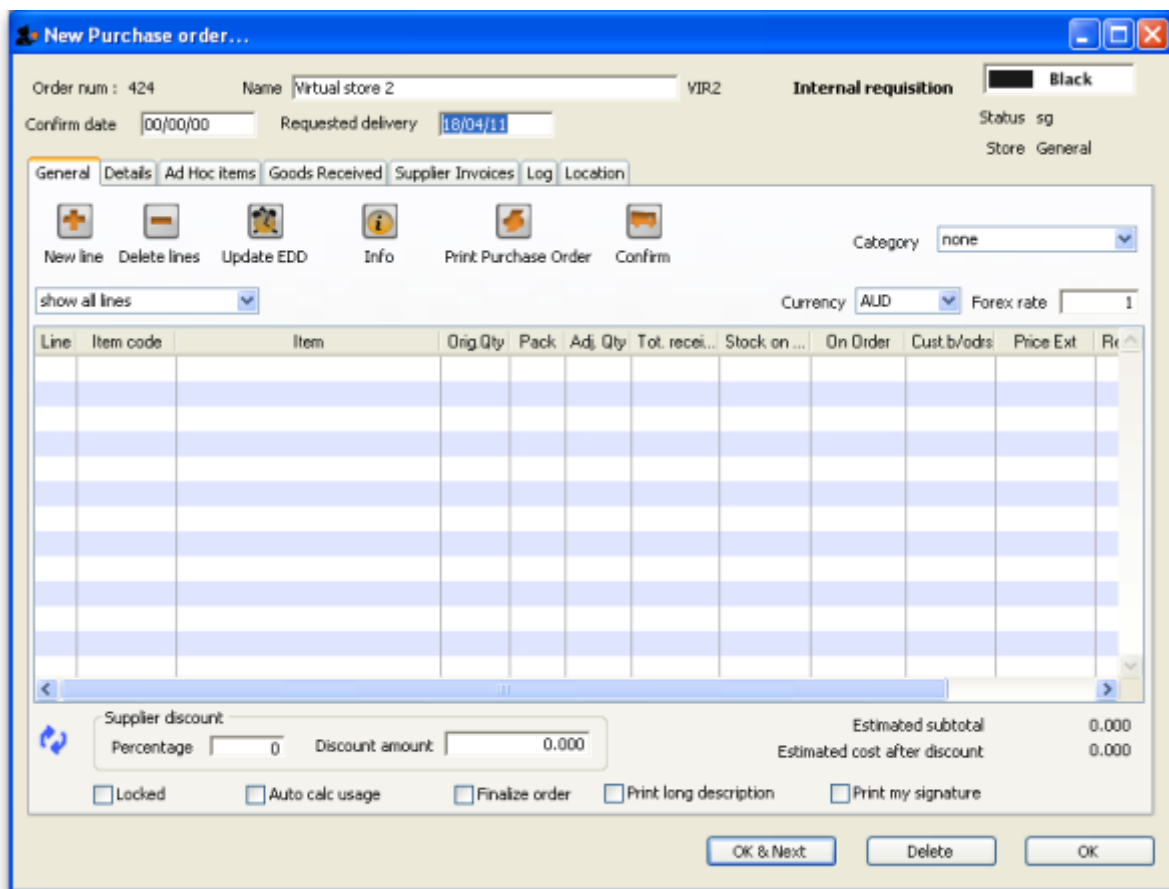 New Purchase order...
Order num : 424 Name Virtual store 2 VIR2 Internal requisition Black
Confirm date 00/00/00 Requested delivery 18/04/11 Status sg
Store General
General Details Ad Hoc items Goods Received Supplier Invoices Log Location
New line Delete lines Update EDD Info Print Purchase Order Confirm Category none
show all lines Currency AUD Forex rate 1
Line Item code Item Orig.Qty Pack Adj. Qty Tot. recei... Stock on ... On Order Cust.b/odrs Price Ext Re
Supplier discount Estimated subtotal 0.000
Percentage 0 Discount amount 0.000 Estimated cost after discount 0.000
Locked Auto calc usage Finalize order Print long description Print my signature
OK & Next Delete OK